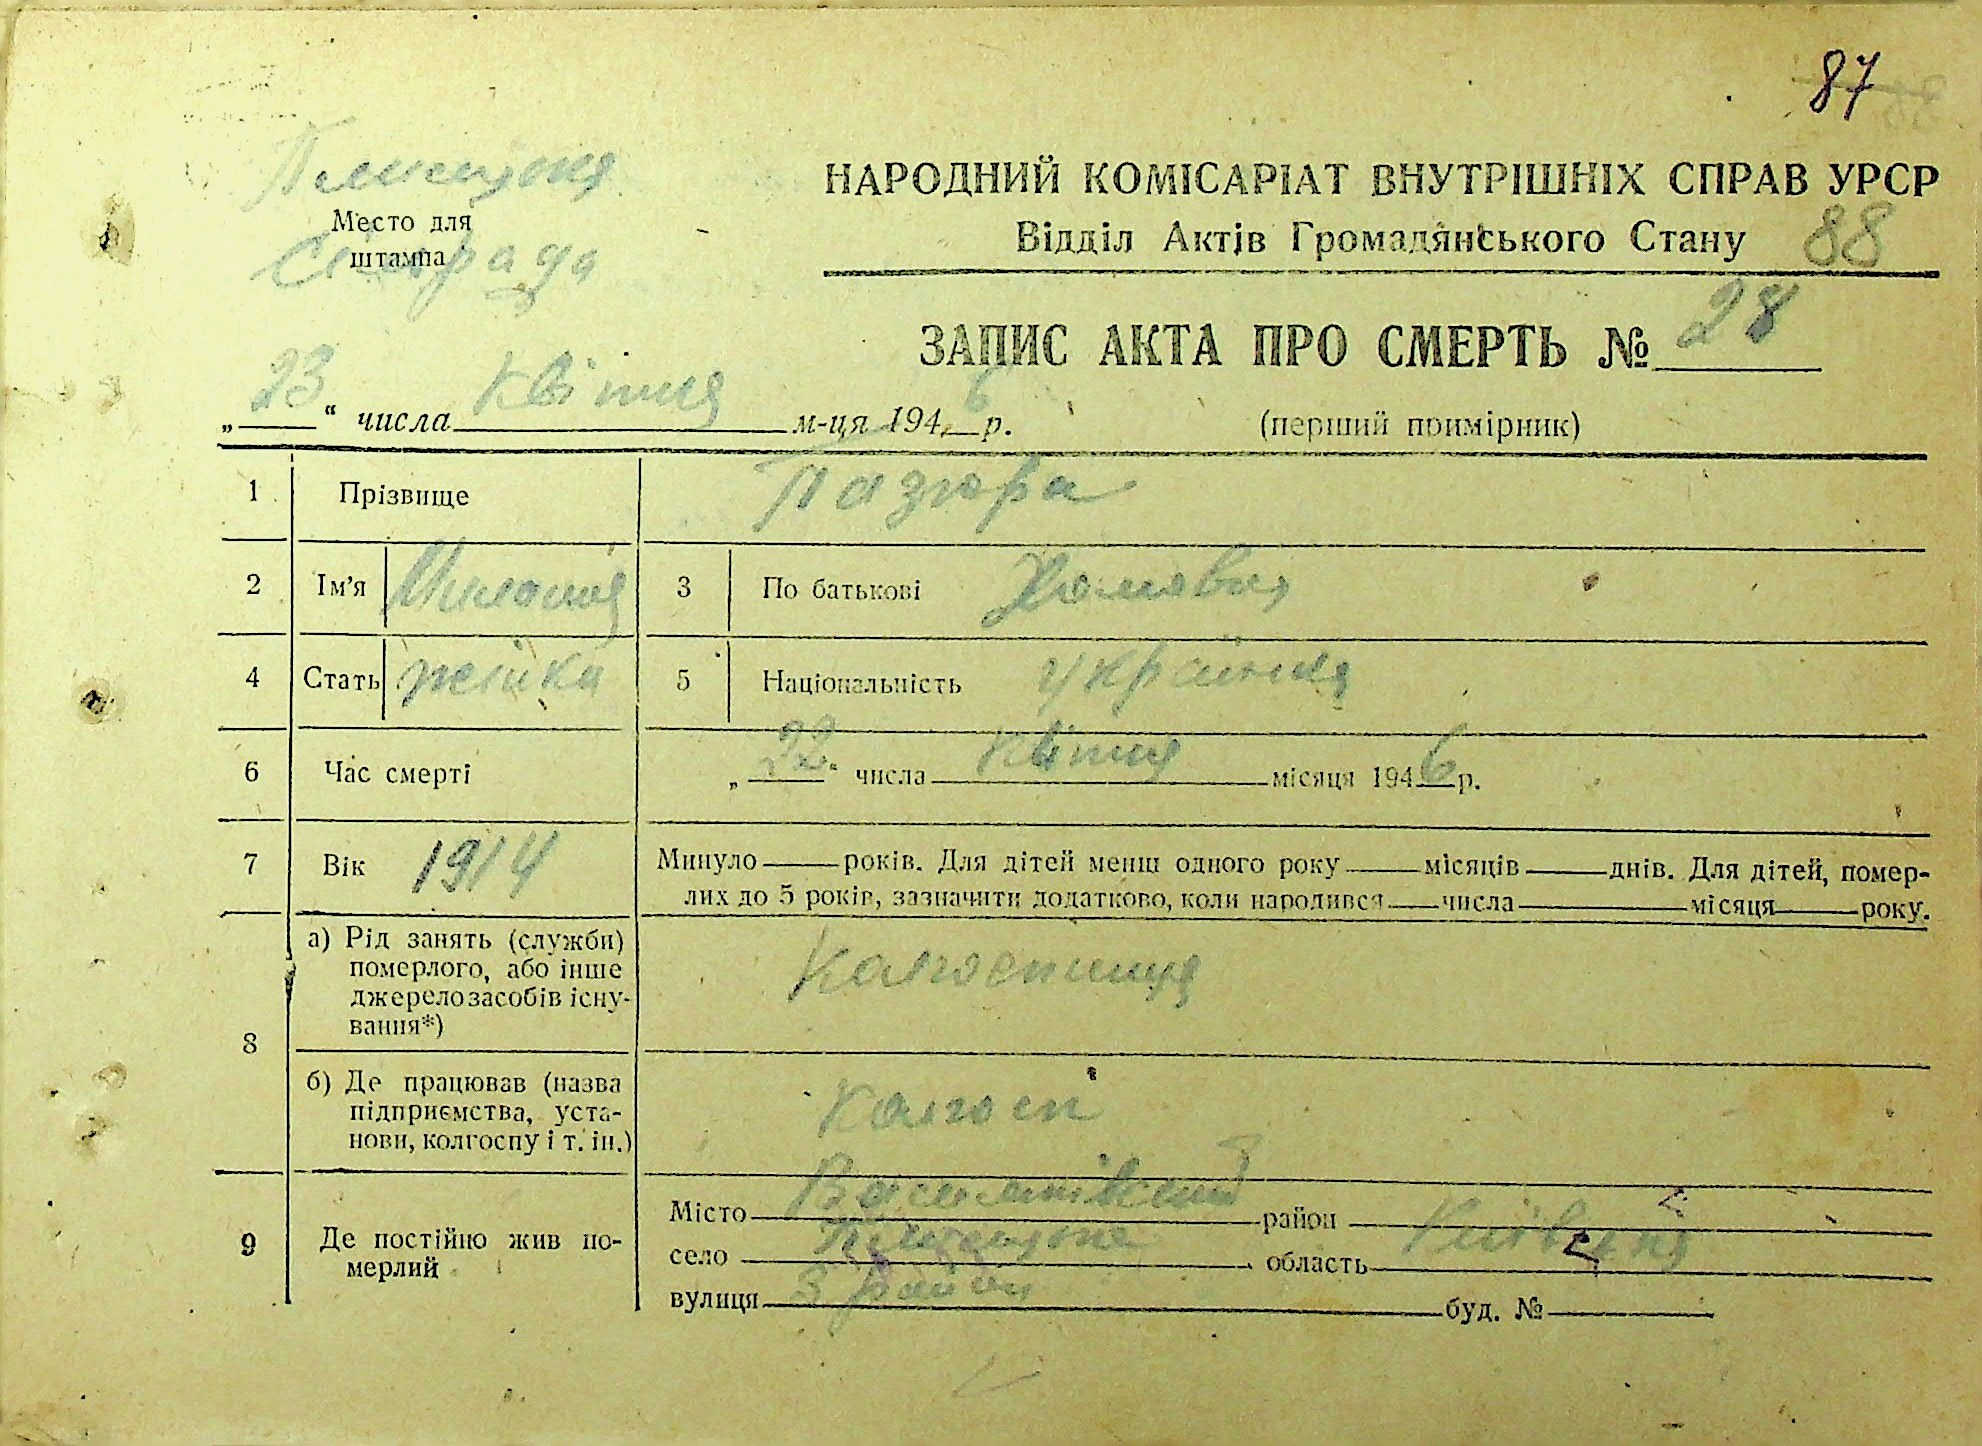 87
НАРОДНИЙ КОМІСАРІАТ ВНУТРІШНІХ СПРАВ УРСР
Відділ Актів Громадянського Стану 88
Место для
штампа
Сільрада
ЗАПИС АКТА ПРО СМЕРТЬ № 28
„23“ числа квітня м-ця 1946 р. (перший примірник)
1 Прізвище Пазюра
2 Ім'я 3 По батькові Хомовна
4 Стать жінка 5 Національність українка
6 Час смерті „22“ числа квітня місяця 1946 р.
7 Вік 1914 Минуло років. Для дітей менш одного року місяців днів. Для дітей, помер-
лих до 5 років, зазначити додатково, коли народився числа місяця року.
8 а) Рід занять (служби)
померлого, або інше
джерело засобів існу-
вання*)
Колгоспниця
б) Де працював (назва
підприємства, уста-
нови, колгоспу і т. ін.)
Колгосп
9 Де постійно жив по-
мерлий
Місто район
село область
вулиця буд. №